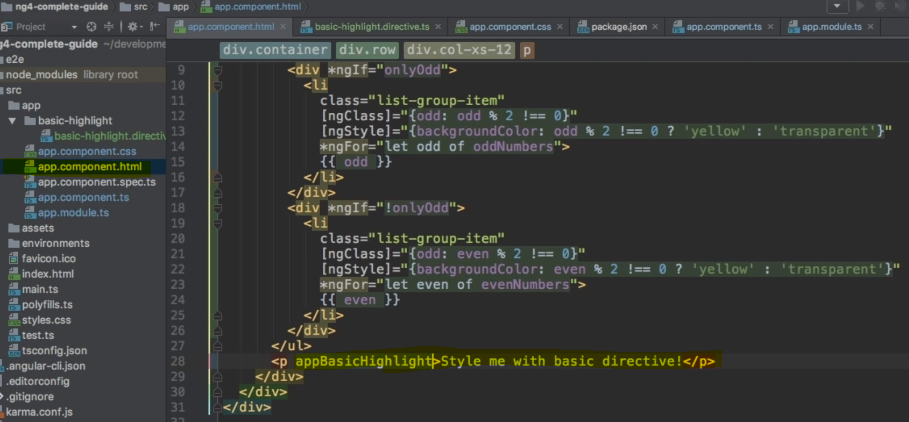 ng4-complete-guide src app app.component.html
Project
app.component.html basic-highlight.directive.ts app.component.css package.json app.component.ts app.module.ts
g4-complete-guide ~/developme
e2e
node_modules library root
src
app
basic-highlight
basic-highlight.directiv
app.component.css
app.component.html
app.component.spec.ts
app.component.ts
app.module.ts
assets
environments
favicon.ico
index.html
main.ts
polyfills.ts
styles.css
test.ts
tsconfig.json
.angular-cli.json
.editorconfig
.gitignore
karma.conf.js
div.container div.row div.col-xs-12 p
9 <div *ngIf="onlyOdd">
10 <li
11 class="list-group-item"
12 [ngClass]="{odd: odd % 2 !== 0}"
13 [ngStyle]="{backgroundColor: odd % 2 !== 0 ? 'yellow' : 'transparent'}"
14 *ngFor="let odd of oddNumbers">
15 {{ odd }}
16 </li>
17 </div>
18 <div *ngIf="!onlyOdd">
19 <li
20 class="list-group-item"
21 [ngClass]="{odd: even % 2 !== 0}"
22 [ngStyle]="{backgroundColor: even % 2 !== 0 ? 'yellow' : 'transparent'}"
23 *ngFor="let even of evenNumbers">
24 {{ even }}
25 </li>
26 </div>
27 </ul>
28 <p appBasicHighlight>Style me with basic directive!</p>
29 </div>
30 </div>
31 </div>